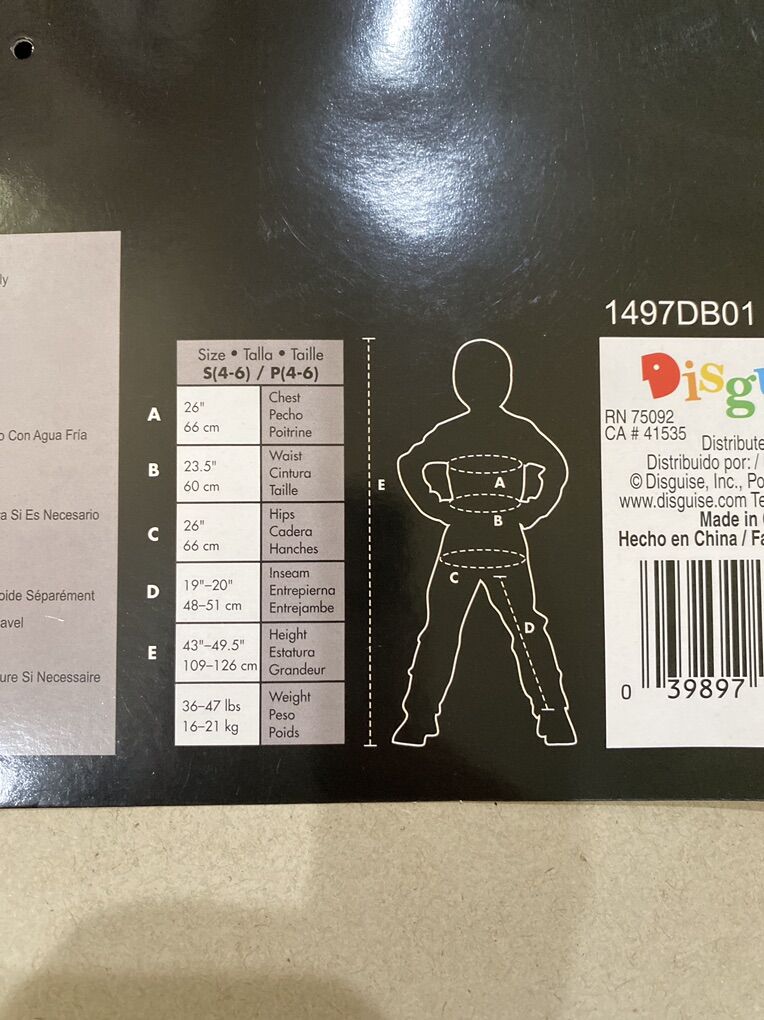 ly
o Con Agua Fría
a Si Es Necesario
oide Séparément
avel
ure Si Necessaire
Size • Talla • Taille
S(4-6) / P(4-6)
A
26"
66 cm
Chest
Pecho
Poitrine
B
23.5"
60 cm
Waist
Cintura
Taille
C
26"
66 cm
Hips
Cadera
Hanches
D
19"–20"
48–51 cm
Inseam
Entrepierna
Entrejambe
E
43"–49.5"
109–126 cm
Height
Estatura
Grandeur
36–47 lbs
16–21 kg
Weight
Peso
Poids
E
A
B
C
D
1497DB01
Disgu
RN 75092
CA # 41535
Distribute
Distribuido por: /
© Disguise, Inc., Po
www.disguise.com Te
Made in
Hecho en China / Fa
0 39897